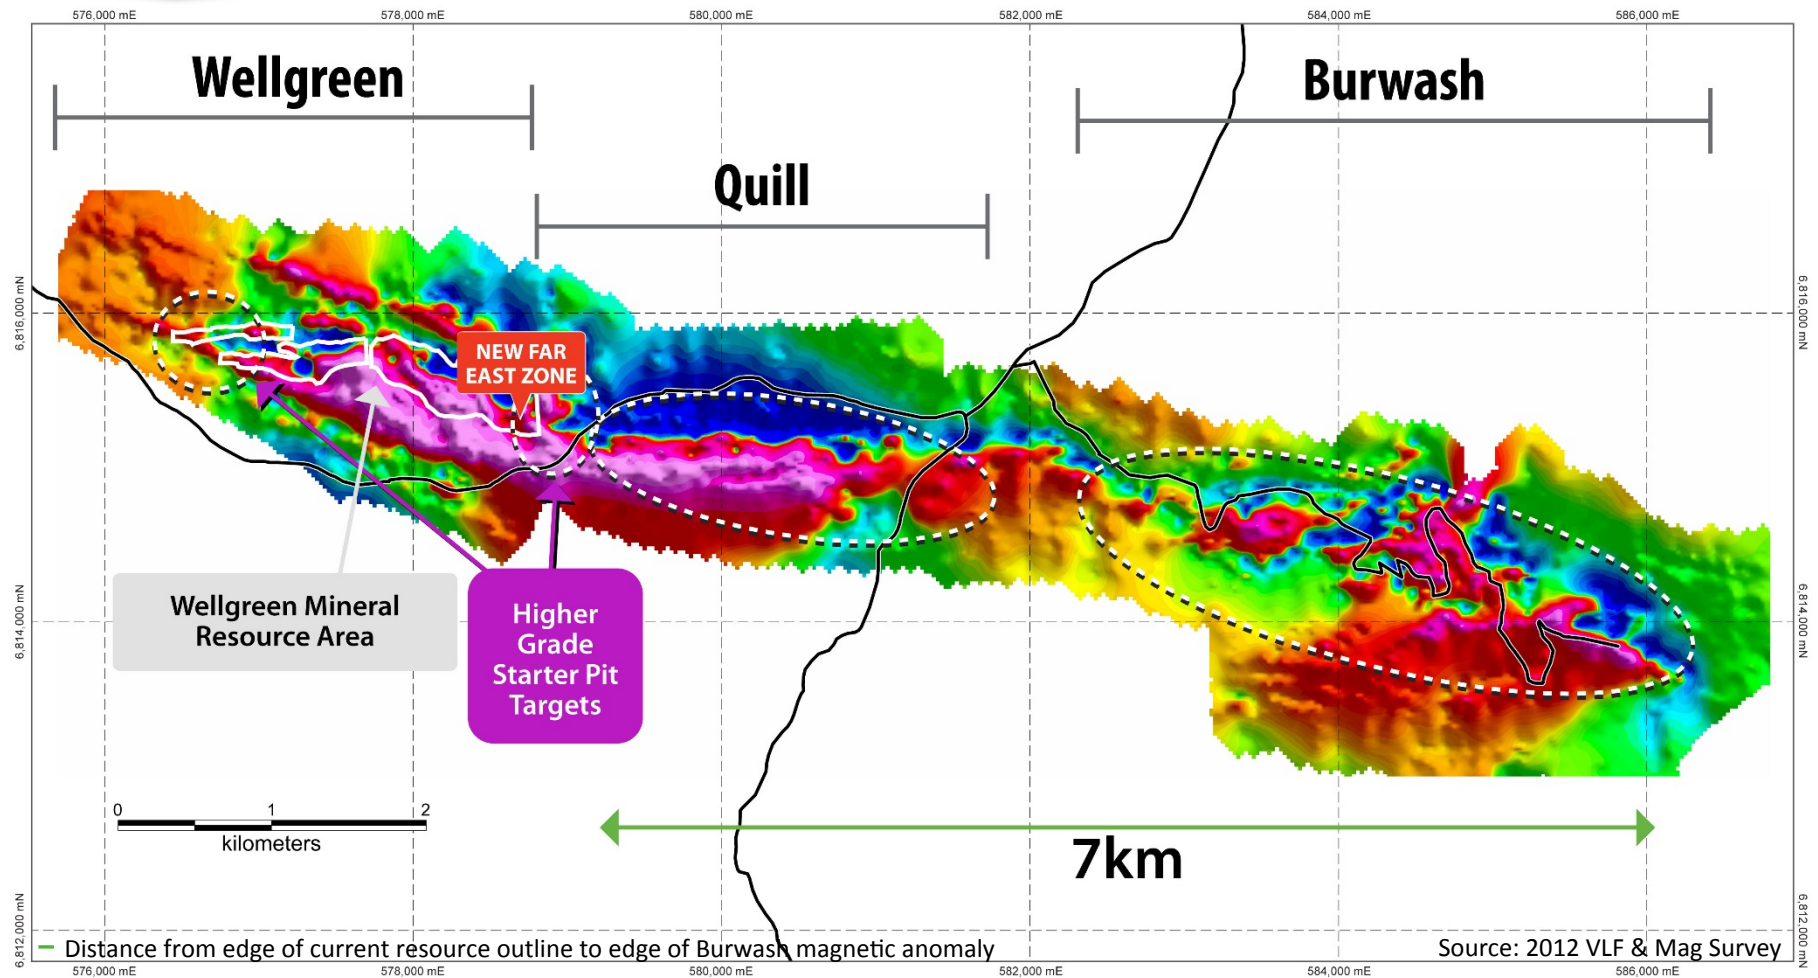 576,000 mE
578,000 mE
580,000 mE
582,000 mE
584,000 mE
586,000 mE
Wellgreen
Burwash
Quill
6,816,000 mN
6,816,000 mN
NEW FAR
EAST ZONE
Wellgreen Mineral
Resource Area
Higher
Grade
Starter Pit
Targets
6,814,000 mN
6,814,000 mN
0
1
2
kilometers
7km
6,812,000 mN
6,812,000 mN
Distance from edge of current resource outline to edge of Burwash magnetic anomaly
Source: 2012 VLF & Mag Survey
576,000 mE
578,000 mE
580,000 mE
582,000 mE
584,000 mE
586,000 mE